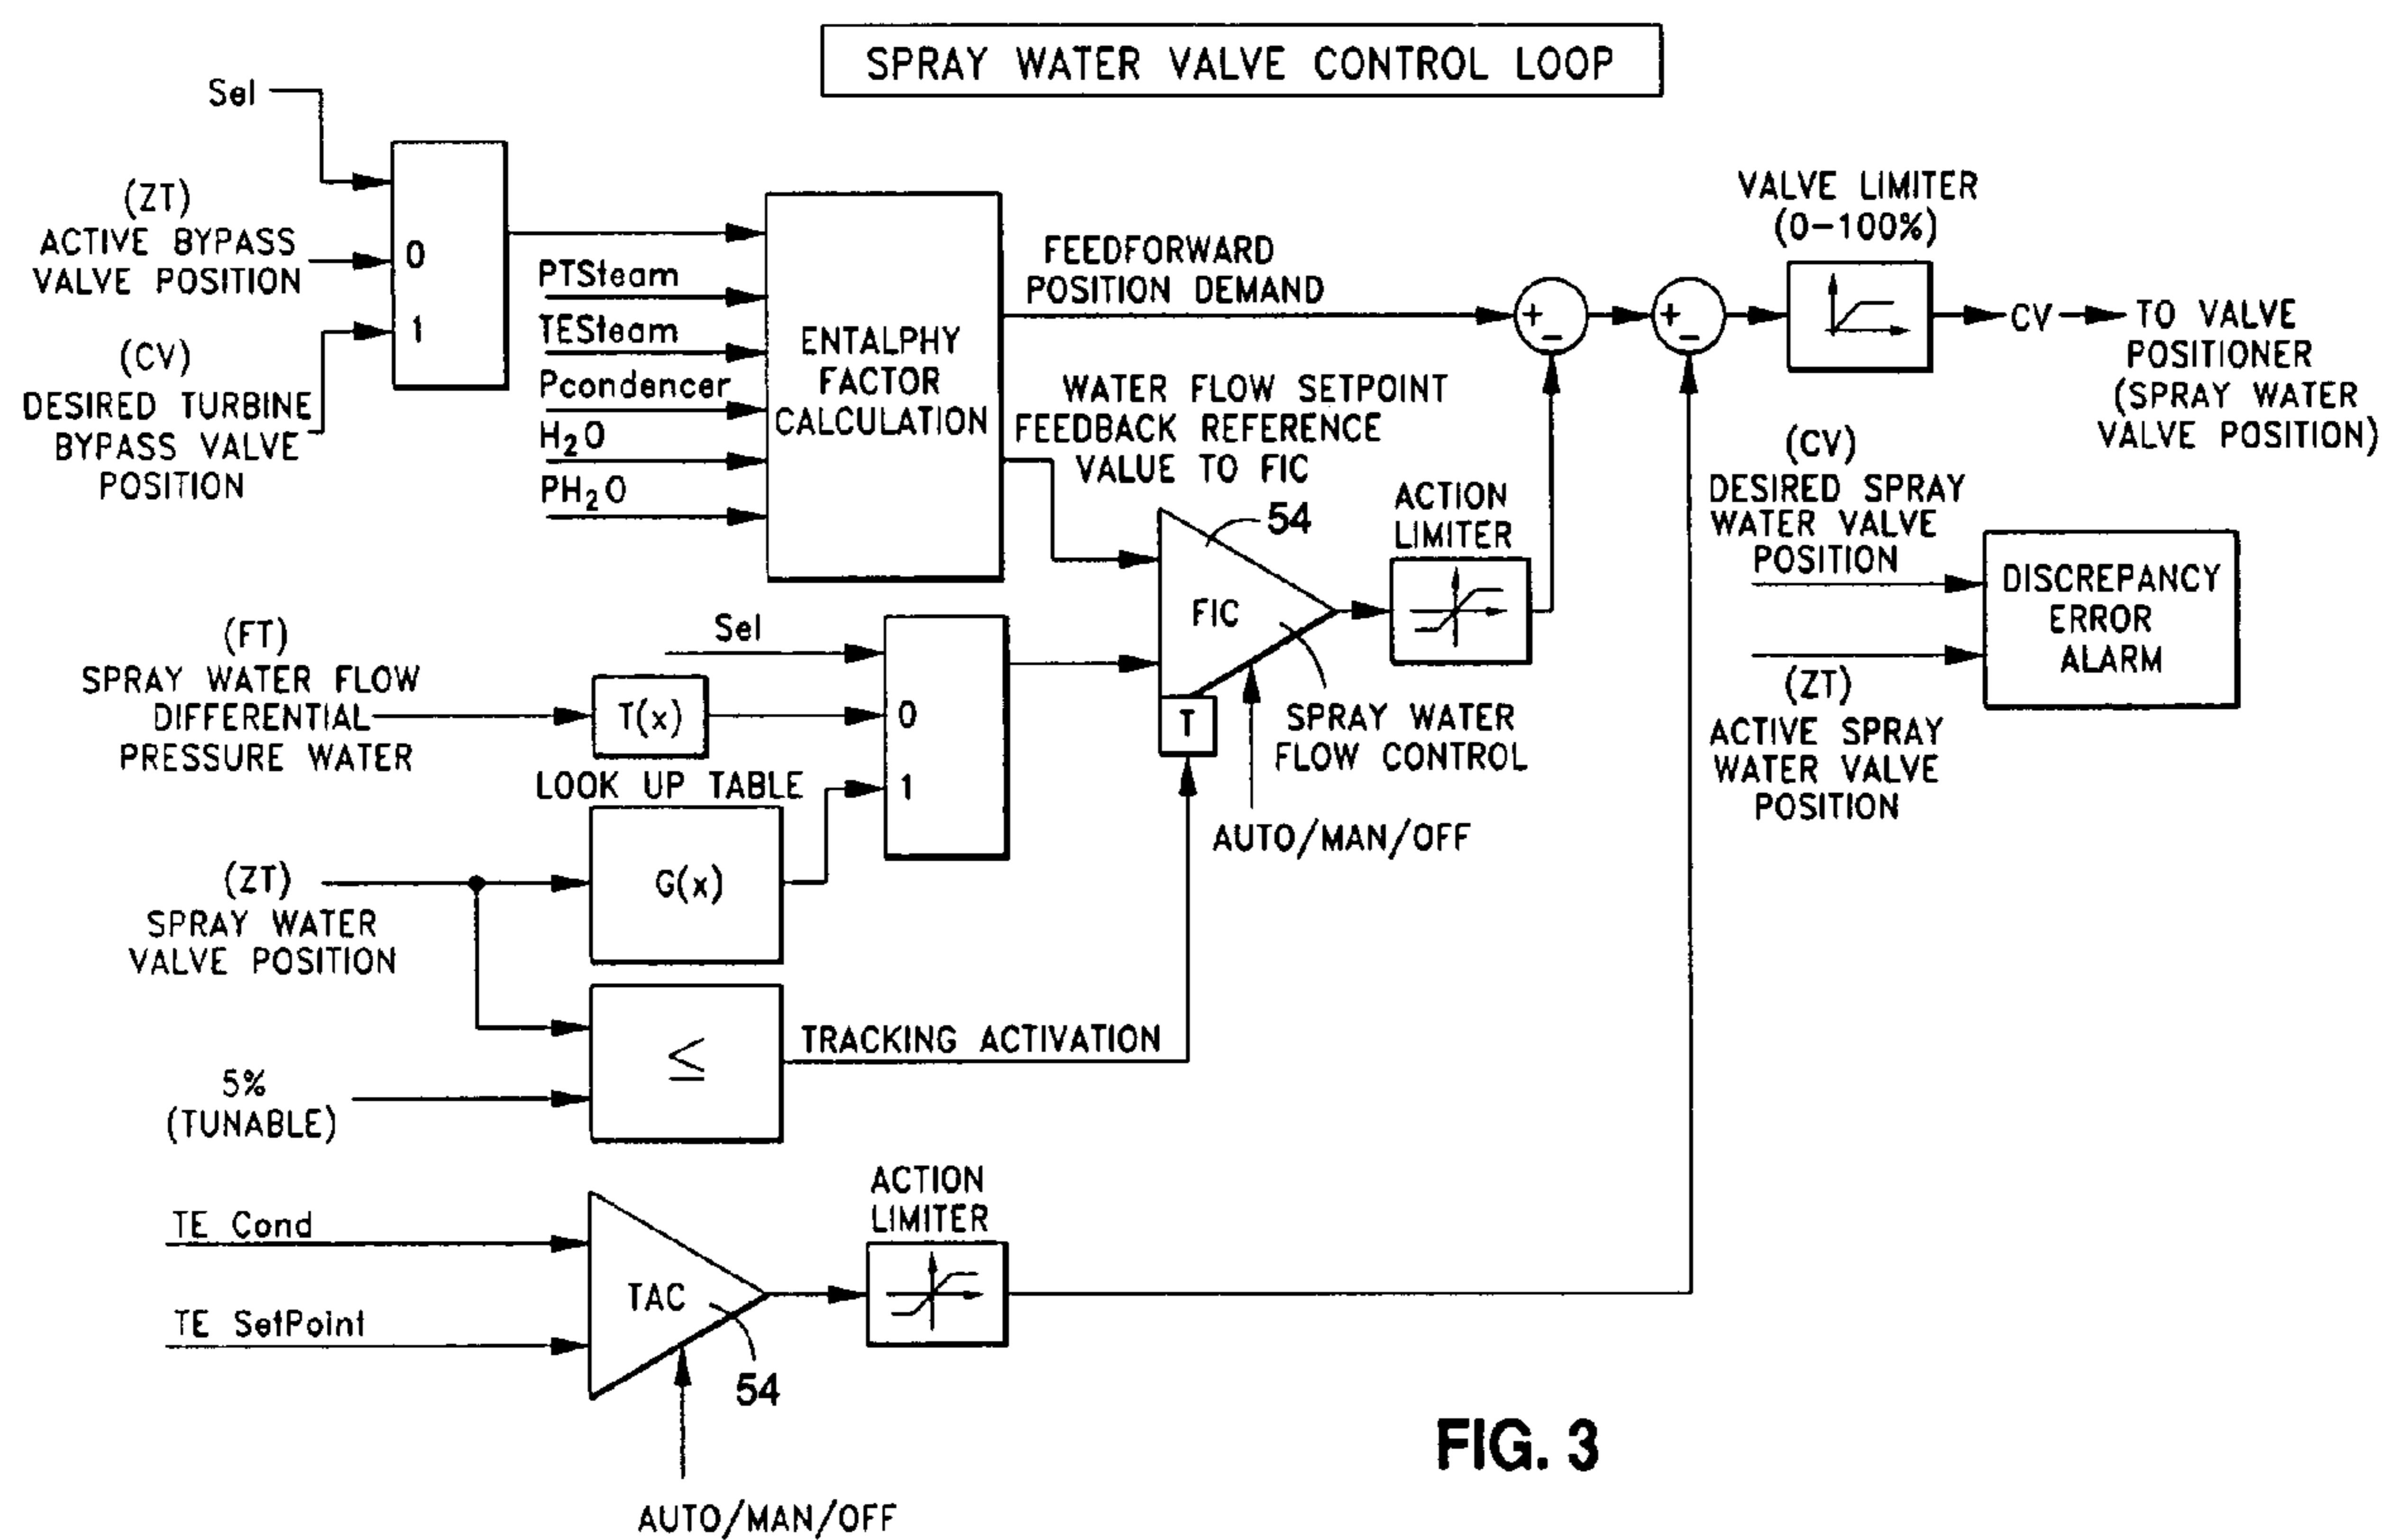 SPRAY WATER VALVE CONTROL LOOP
Sel
(ZT)
ACTIVE BYPASS
VALVE POSITION
0
1
(CV)
DESIRED TURBINE
BYPASS VALVE
POSITION
PTSteam
TESteam
Pcondencer
H₂O
PH₂O
ENTALPHY
FACTOR
CALCULATION
FEEDFORWARD
POSITION DEMAND
WATER FLOW SETPOINT
FEEDBACK REFERENCE
VALUE TO FIC
+
−
+
−
VALVE LIMITER
(0-100%)
CV
TO VALVE
POSITIONER
(SPRAY WATER
VALVE POSITION)
(CV)
DESIRED SPRAY
WATER VALVE
POSITION
(ZT)
ACTIVE SPRAY
WATER VALVE
POSITION
DISCREPANCY
ERROR
ALARM
54
FIC
T
ACTION
LIMITER
SPRAY WATER
FLOW CONTROL
AUTO/MAN/OFF
(FT)
SPRAY WATER FLOW
DIFFERENTIAL
PRESSURE WATER
Sel
T(x)
0
1
LOOK UP TABLE
G(x)
(ZT)
SPRAY WATER
VALVE POSITION
≤
TRACKING ACTIVATION
5%
(TUNABLE)
TE Cond
TE SetPoint
TAC
54
ACTION
LIMITER
AUTO/MAN/OFF
FIG. 3